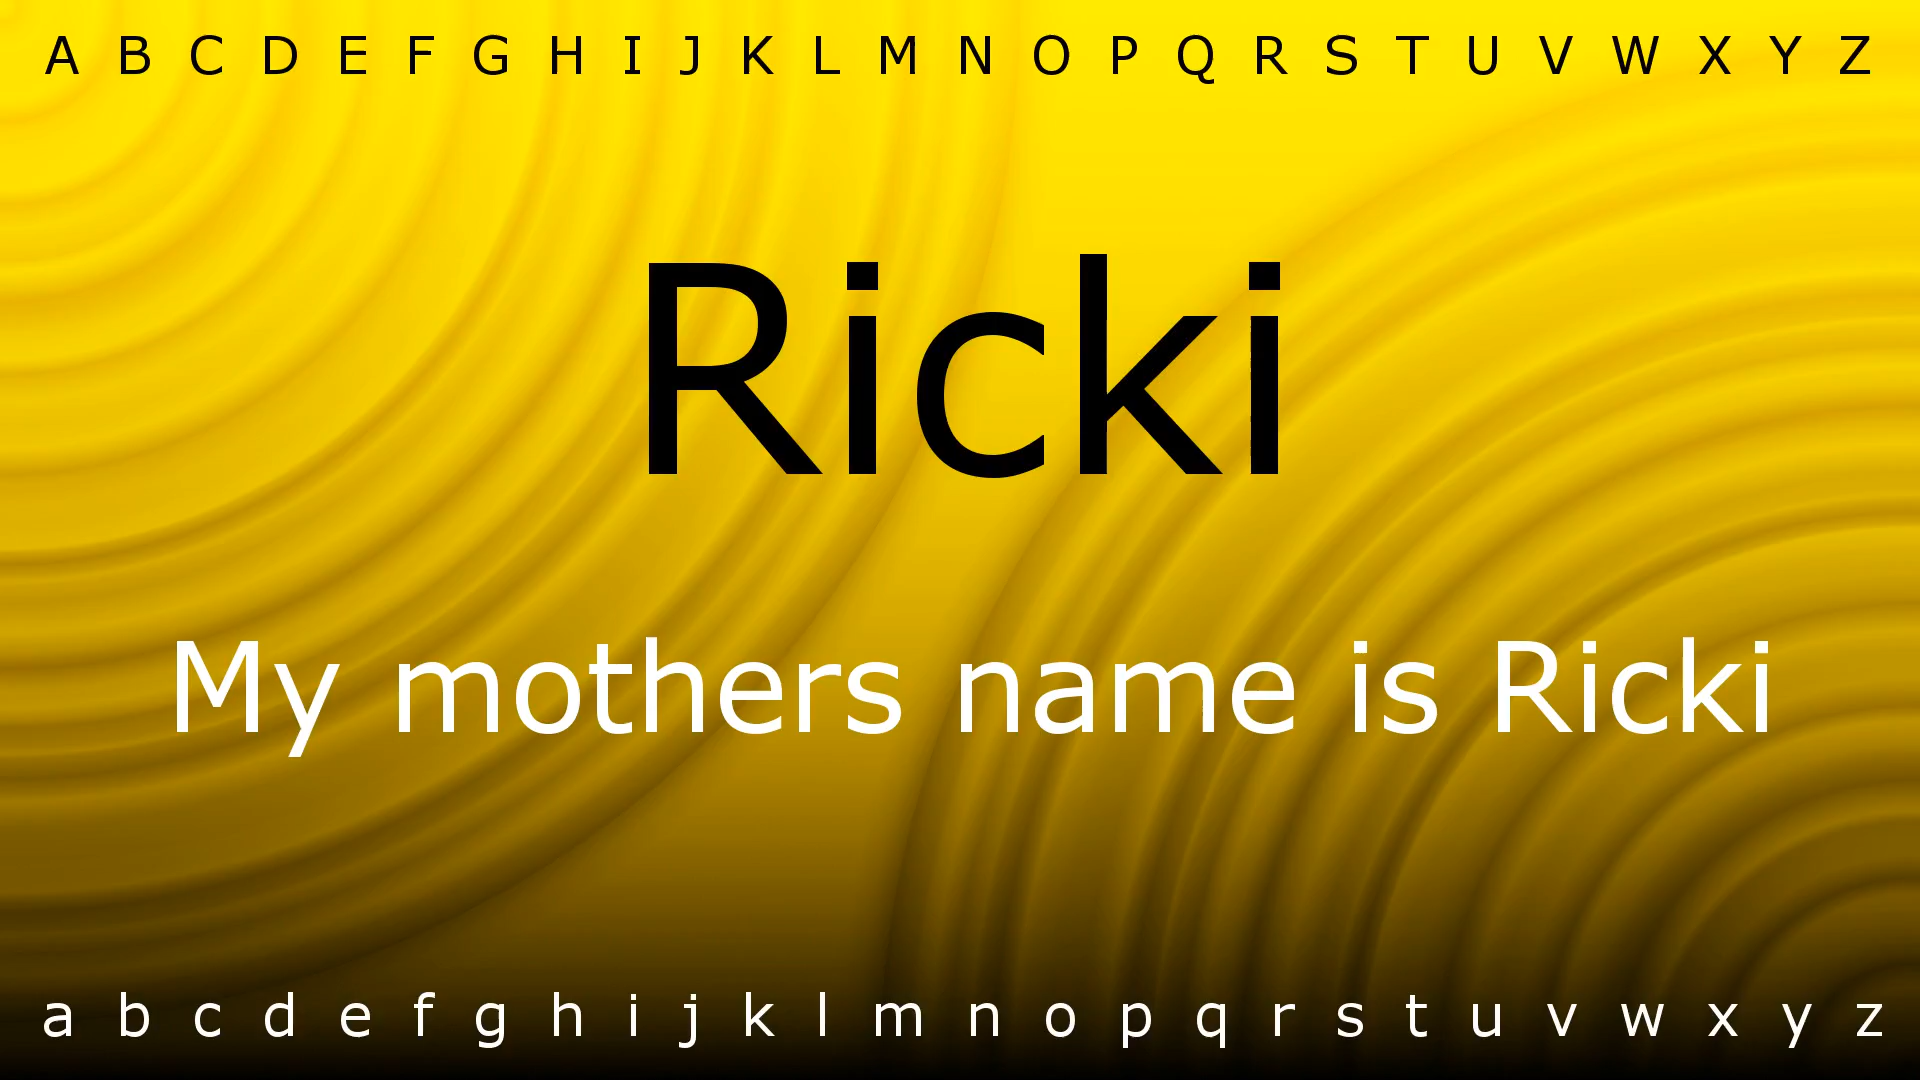 A B C D E F G H I J K L M N O P Q R S T U V W X Y Z
Ricki
My mothers name is Ricki
a b c d e f g h i j k l m n o p q r s t u v w x y z